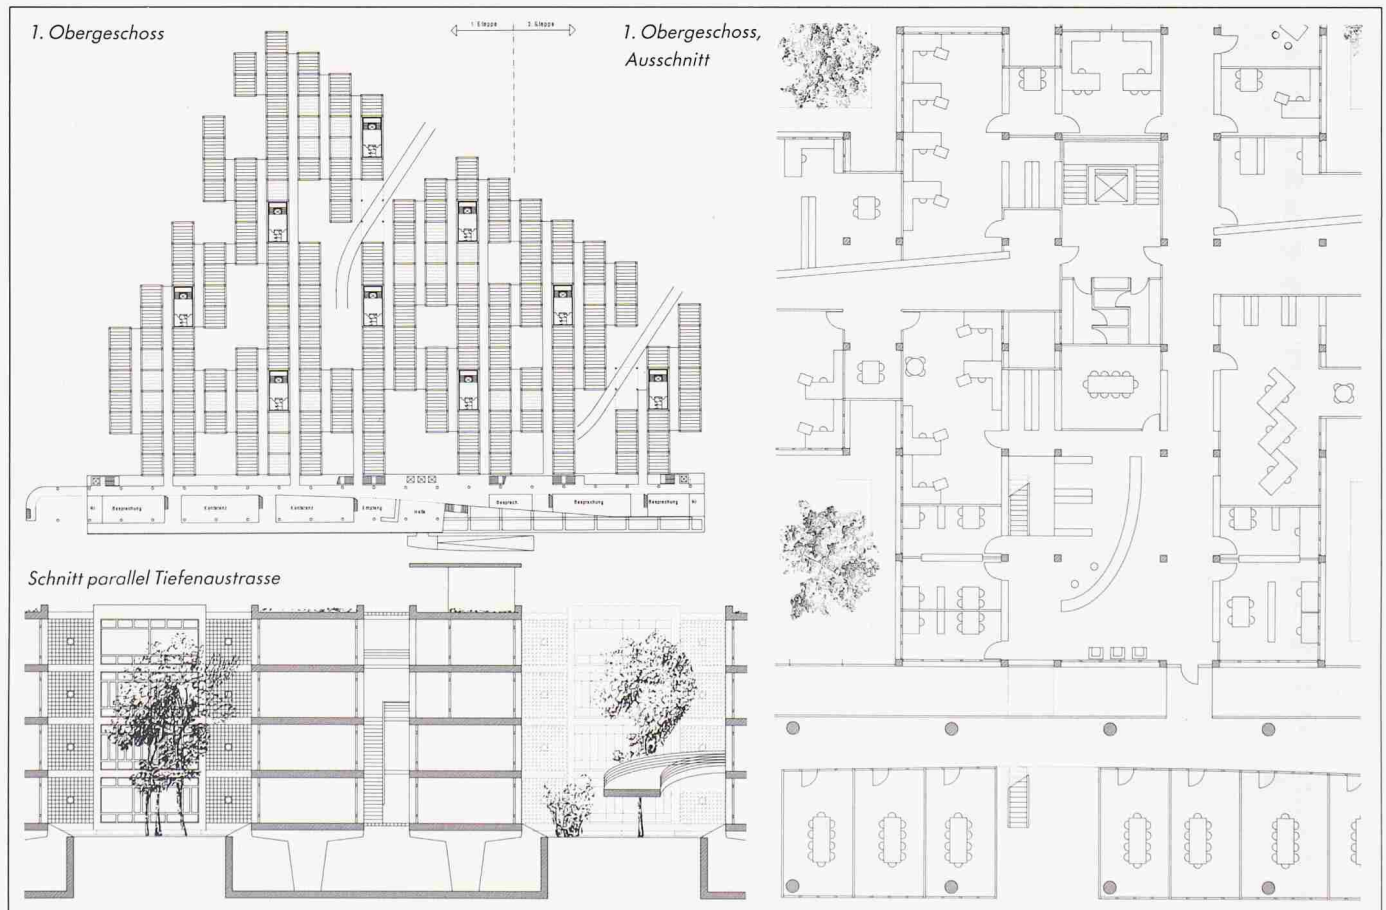 1. Obergeschoss
1. Etappe 2. Etappe
1. Obergeschoss,
Ausschnitt
Besprechung Konferenz Konferenz Empfang Halle Besprech. Besprechung Besprechung
Schnitt parallel Tiefenaustrasse